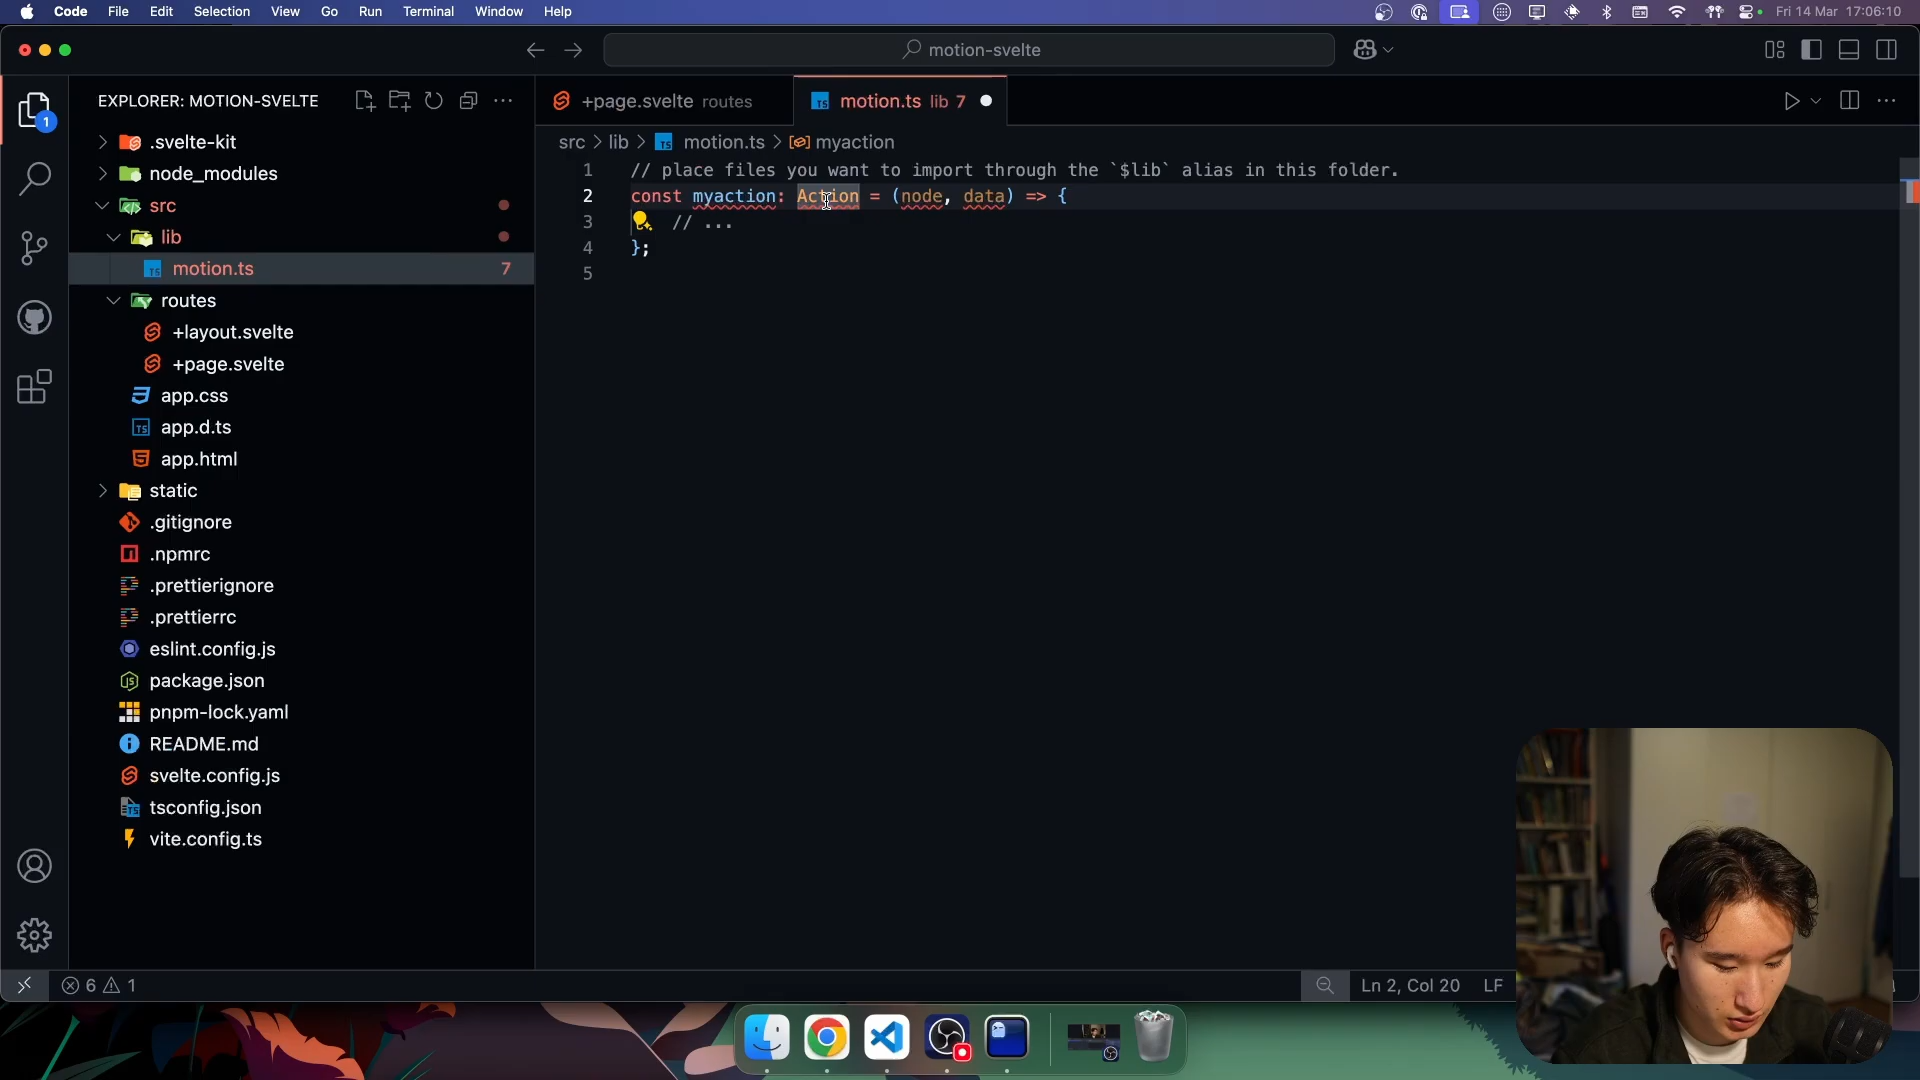 Code File Edit Selection View Go Run Terminal Window Help Fri 14 Mar 17:06:10
motion-svelte
EXPLORER: MOTION-SVELTE
+page.svelte routes
motion.ts lib 7
src > lib > motion.ts > myaction
1
.svelte-kit
node_modules
src
lib
motion.ts 7
routes
+layout.svelte
+page.svelte
app.css
app.d.ts
app.html
static
.gitignore
.npmrc
.prettierignore
.prettierrc
eslint.config.js
package.json
pnpm-lock.yaml
README.md
svelte.config.js
tsconfig.json
vite.config.ts
1 // place files you want to import through the `$lib` alias in this folder.
2 const myaction: Action = (node, data) => {
3 // ...
4 };
5
6 1
Ln 2, Col 20 LF